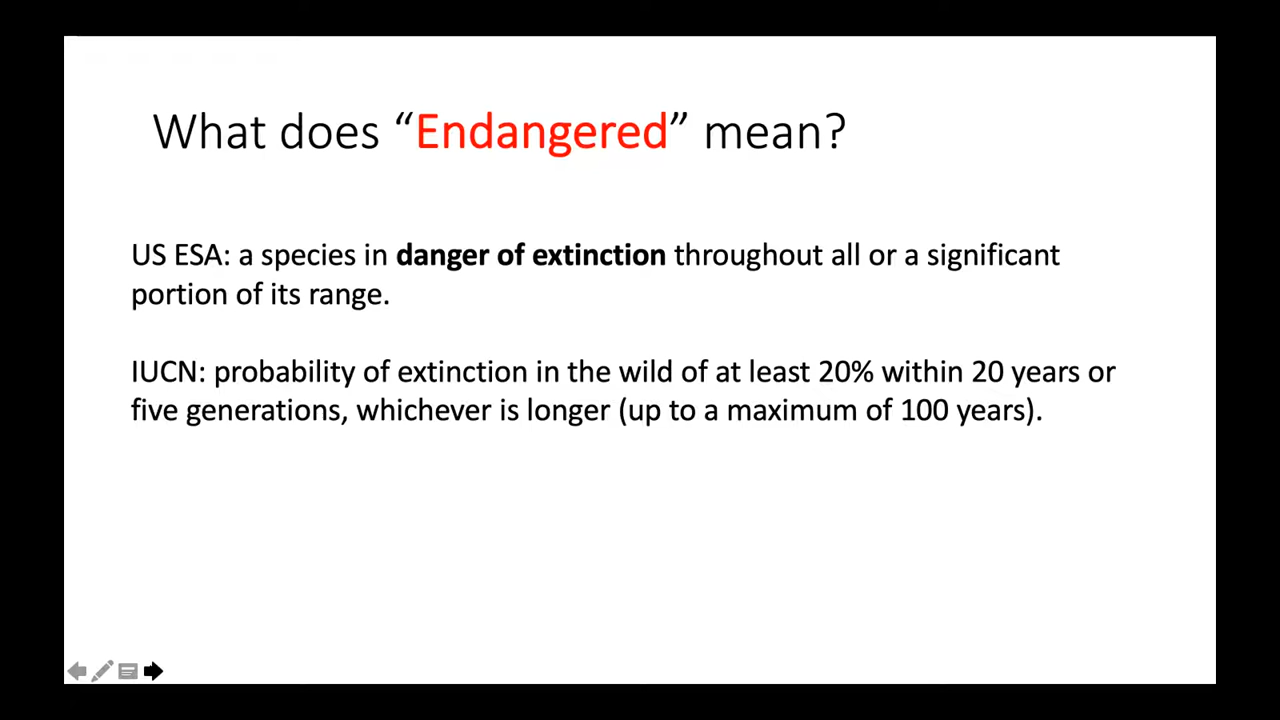 What does “Endangered” mean?
US ESA: a species in danger of extinction throughout all or a significant
portion of its range.
IUCN: probability of extinction in the wild of at least 20% within 20 years or
five generations, whichever is longer (up to a maximum of 100 years).